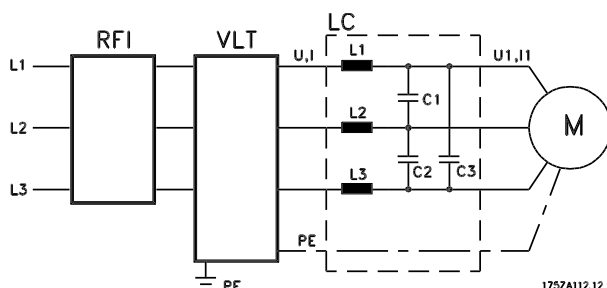 RFI
VLT
LC
L1
U,I
L1
U1,I1
C1
L2
L2
M
C2
C3
L3
L3
PE
PE
175ZA112.12